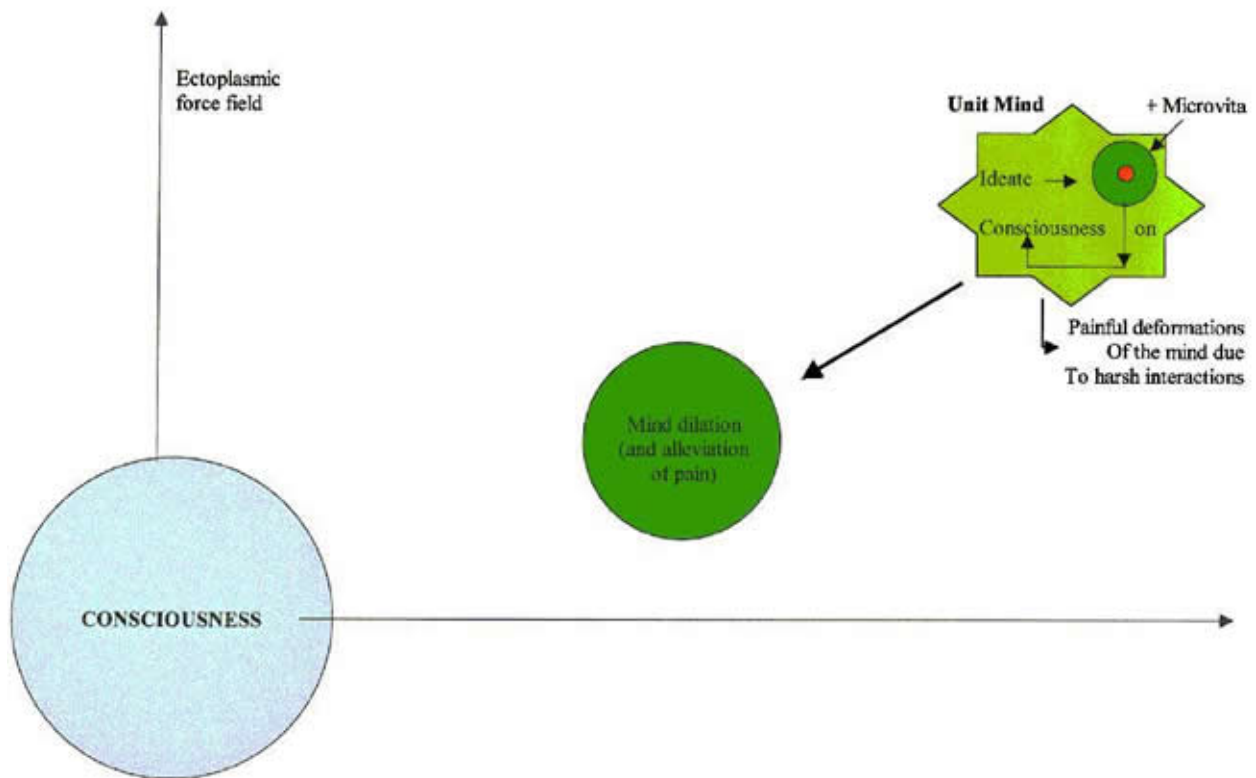 Ectoplasmic
force field
Unit Mind
+ Microvita
Ideate
Consciousness on
Painful deformations
Of the mind due
To harsh interactions
Mind dilation
(and alleviation
of pain)
CONSCIOUSNESS